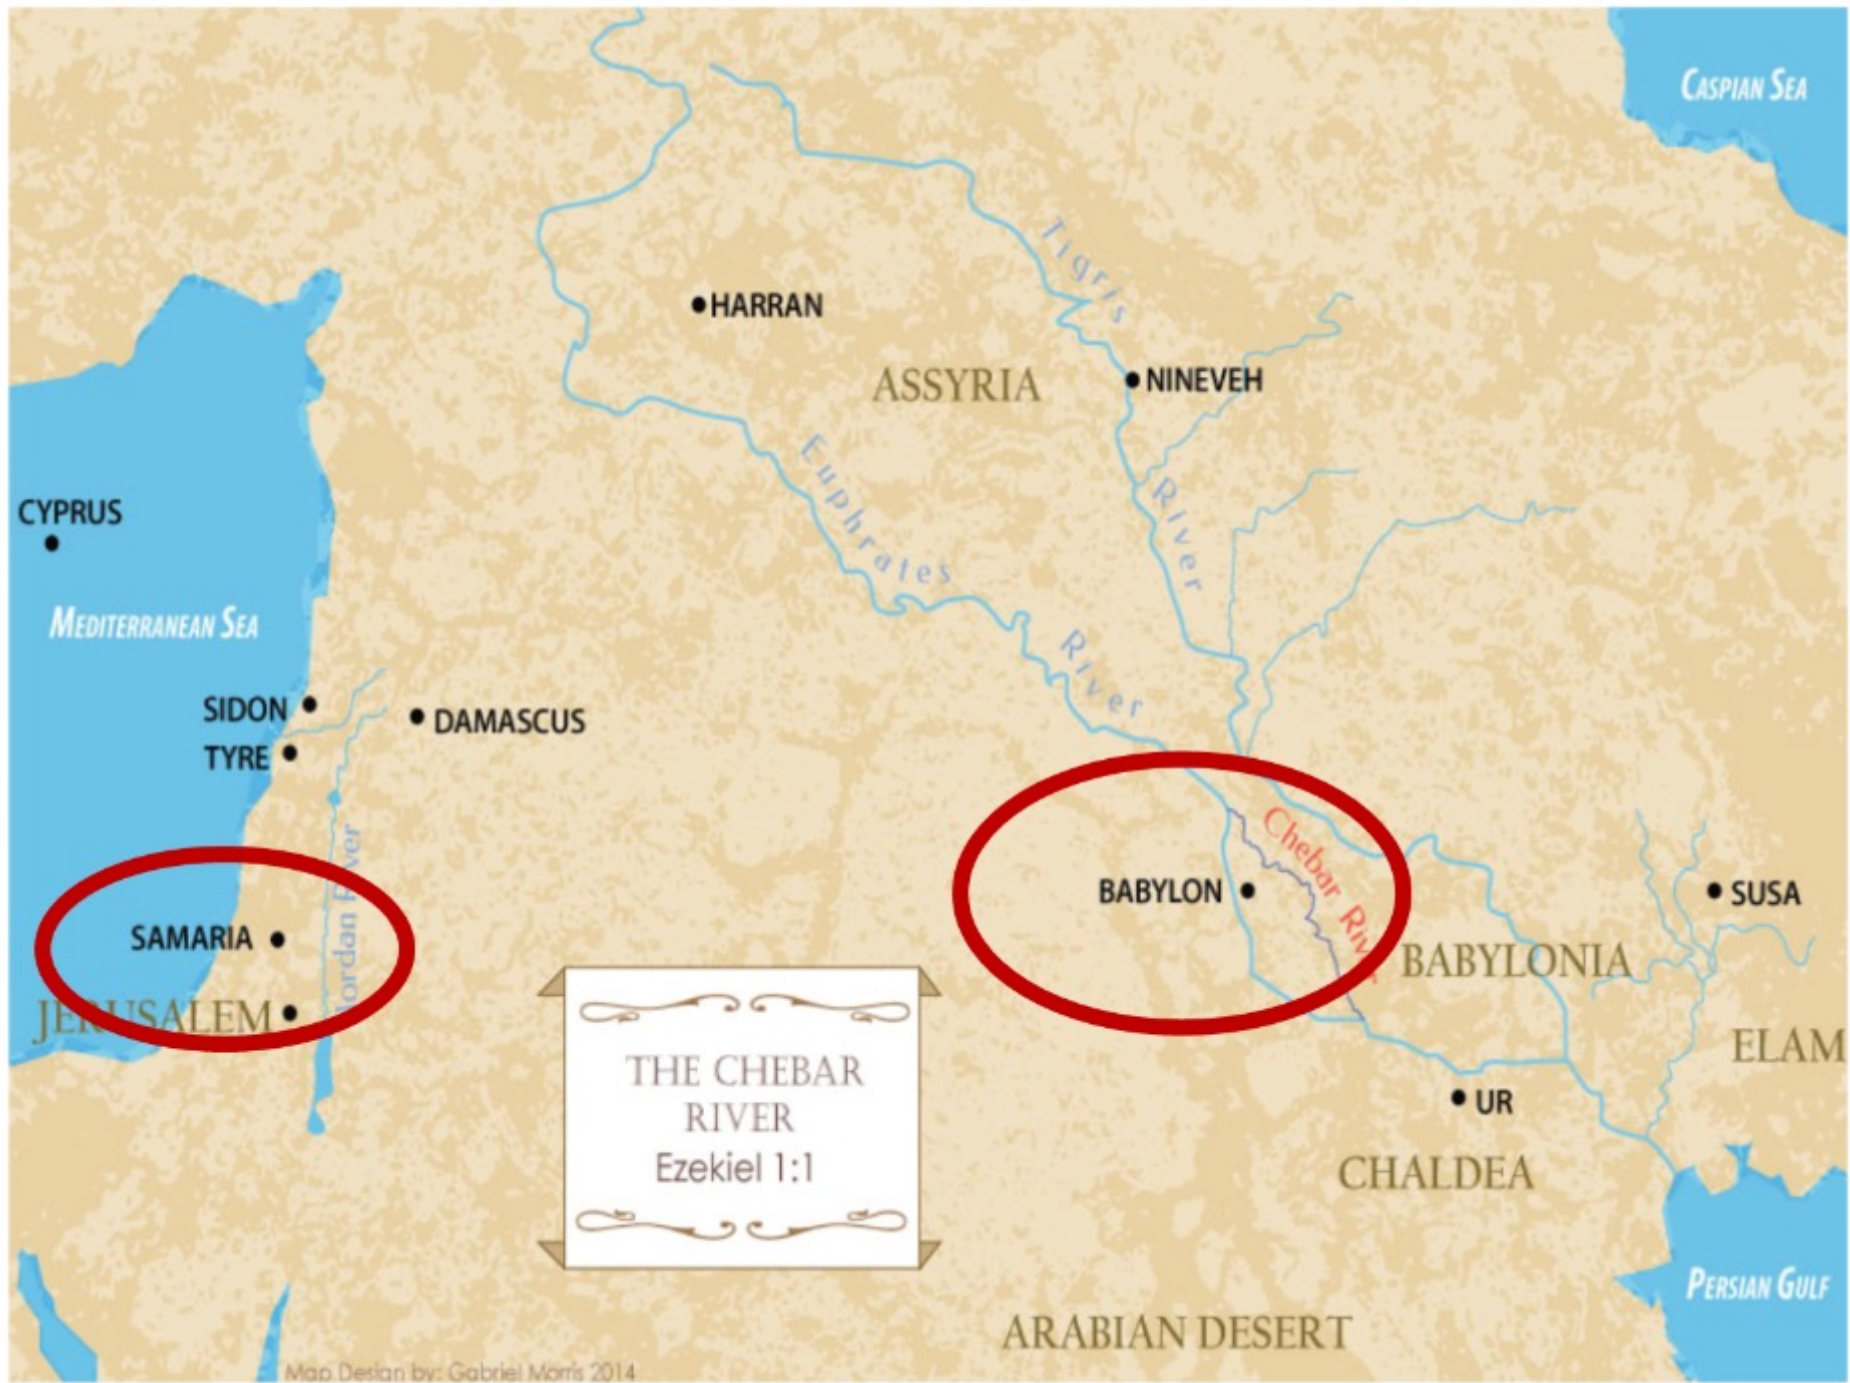 CASPIAN SEA
Tigris
River
HARRAN
ASSYRIA
NINEVEH
Euphrates
River
CYPRUS
MEDITERRANEAN SEA
SIDON
DAMASCUS
TYRE
Jordan River
SAMARIA
JERUSALEM
BABYLON
Chebar River
BABYLONIA
SUSA
ELAM
THE CHEBAR
RIVER
Ezekiel 1:1
UR
CHALDEA
PERSIAN GULF
ARABIAN DESERT
Map Design by: Gabriel Morris 2014